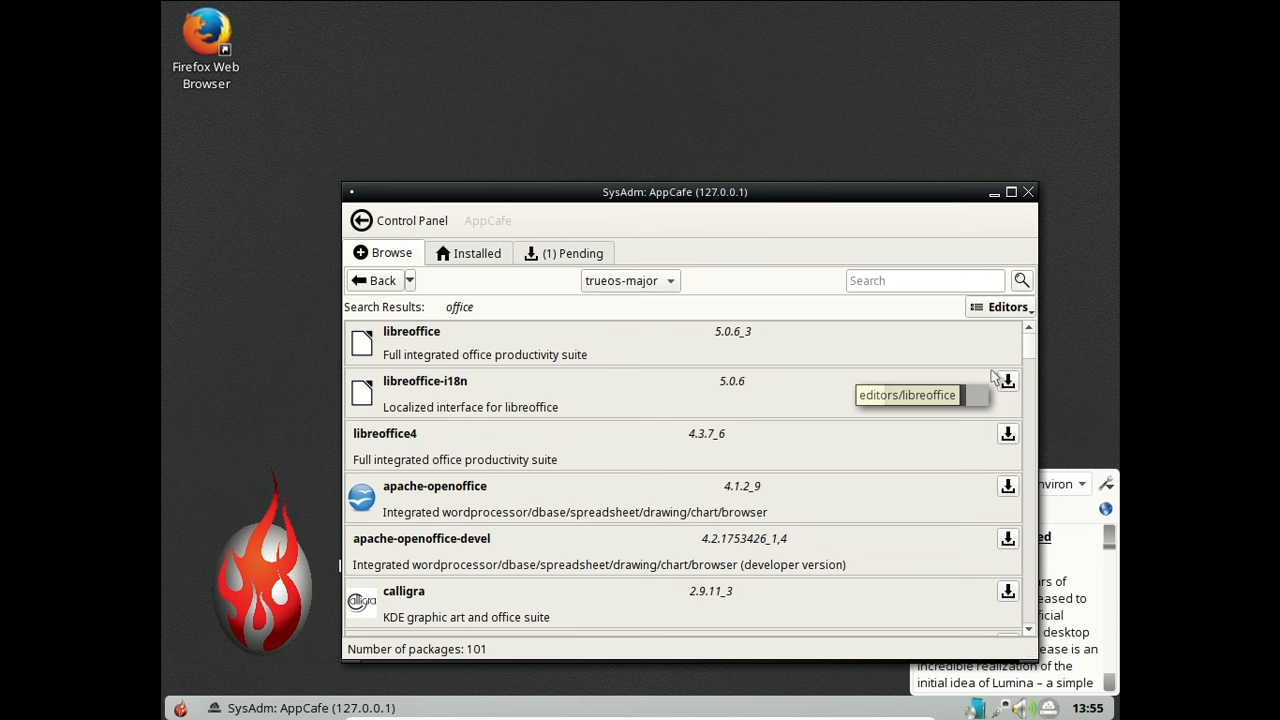 Firefox Web
Browser
SysAdm: AppCafe (127.0.0.1)
Control Panel AppCafe
Browse Installed (1) Pending
Back trueos-major Search
Search Results: office Editors
libreoffice 5.0.6_3
Full integrated office productivity suite
libreoffice-i18n 5.0.6
editors/libreoffice
Localized interface for libreoffice
libreoffice4 4.3.7_6
Full integrated office productivity suite
apache-openoffice 4.1.2_9
Integrated wordprocessor/dbase/spreadsheet/drawing/chart/browser
apache-openoffice-devel 4.2.1753426_1,4
Integrated wordprocessor/dbase/spreadsheet/drawing/chart/browser (developer version)
calligra 2.9.11_3
KDE graphic art and office suite
Number of packages: 101
nviron
ed
ars of
eased to
ficial
desktop
ease is an
incredible realization of the
initial idea of Lumina – a simple
SysAdm: AppCafe (127.0.0.1) 13:55